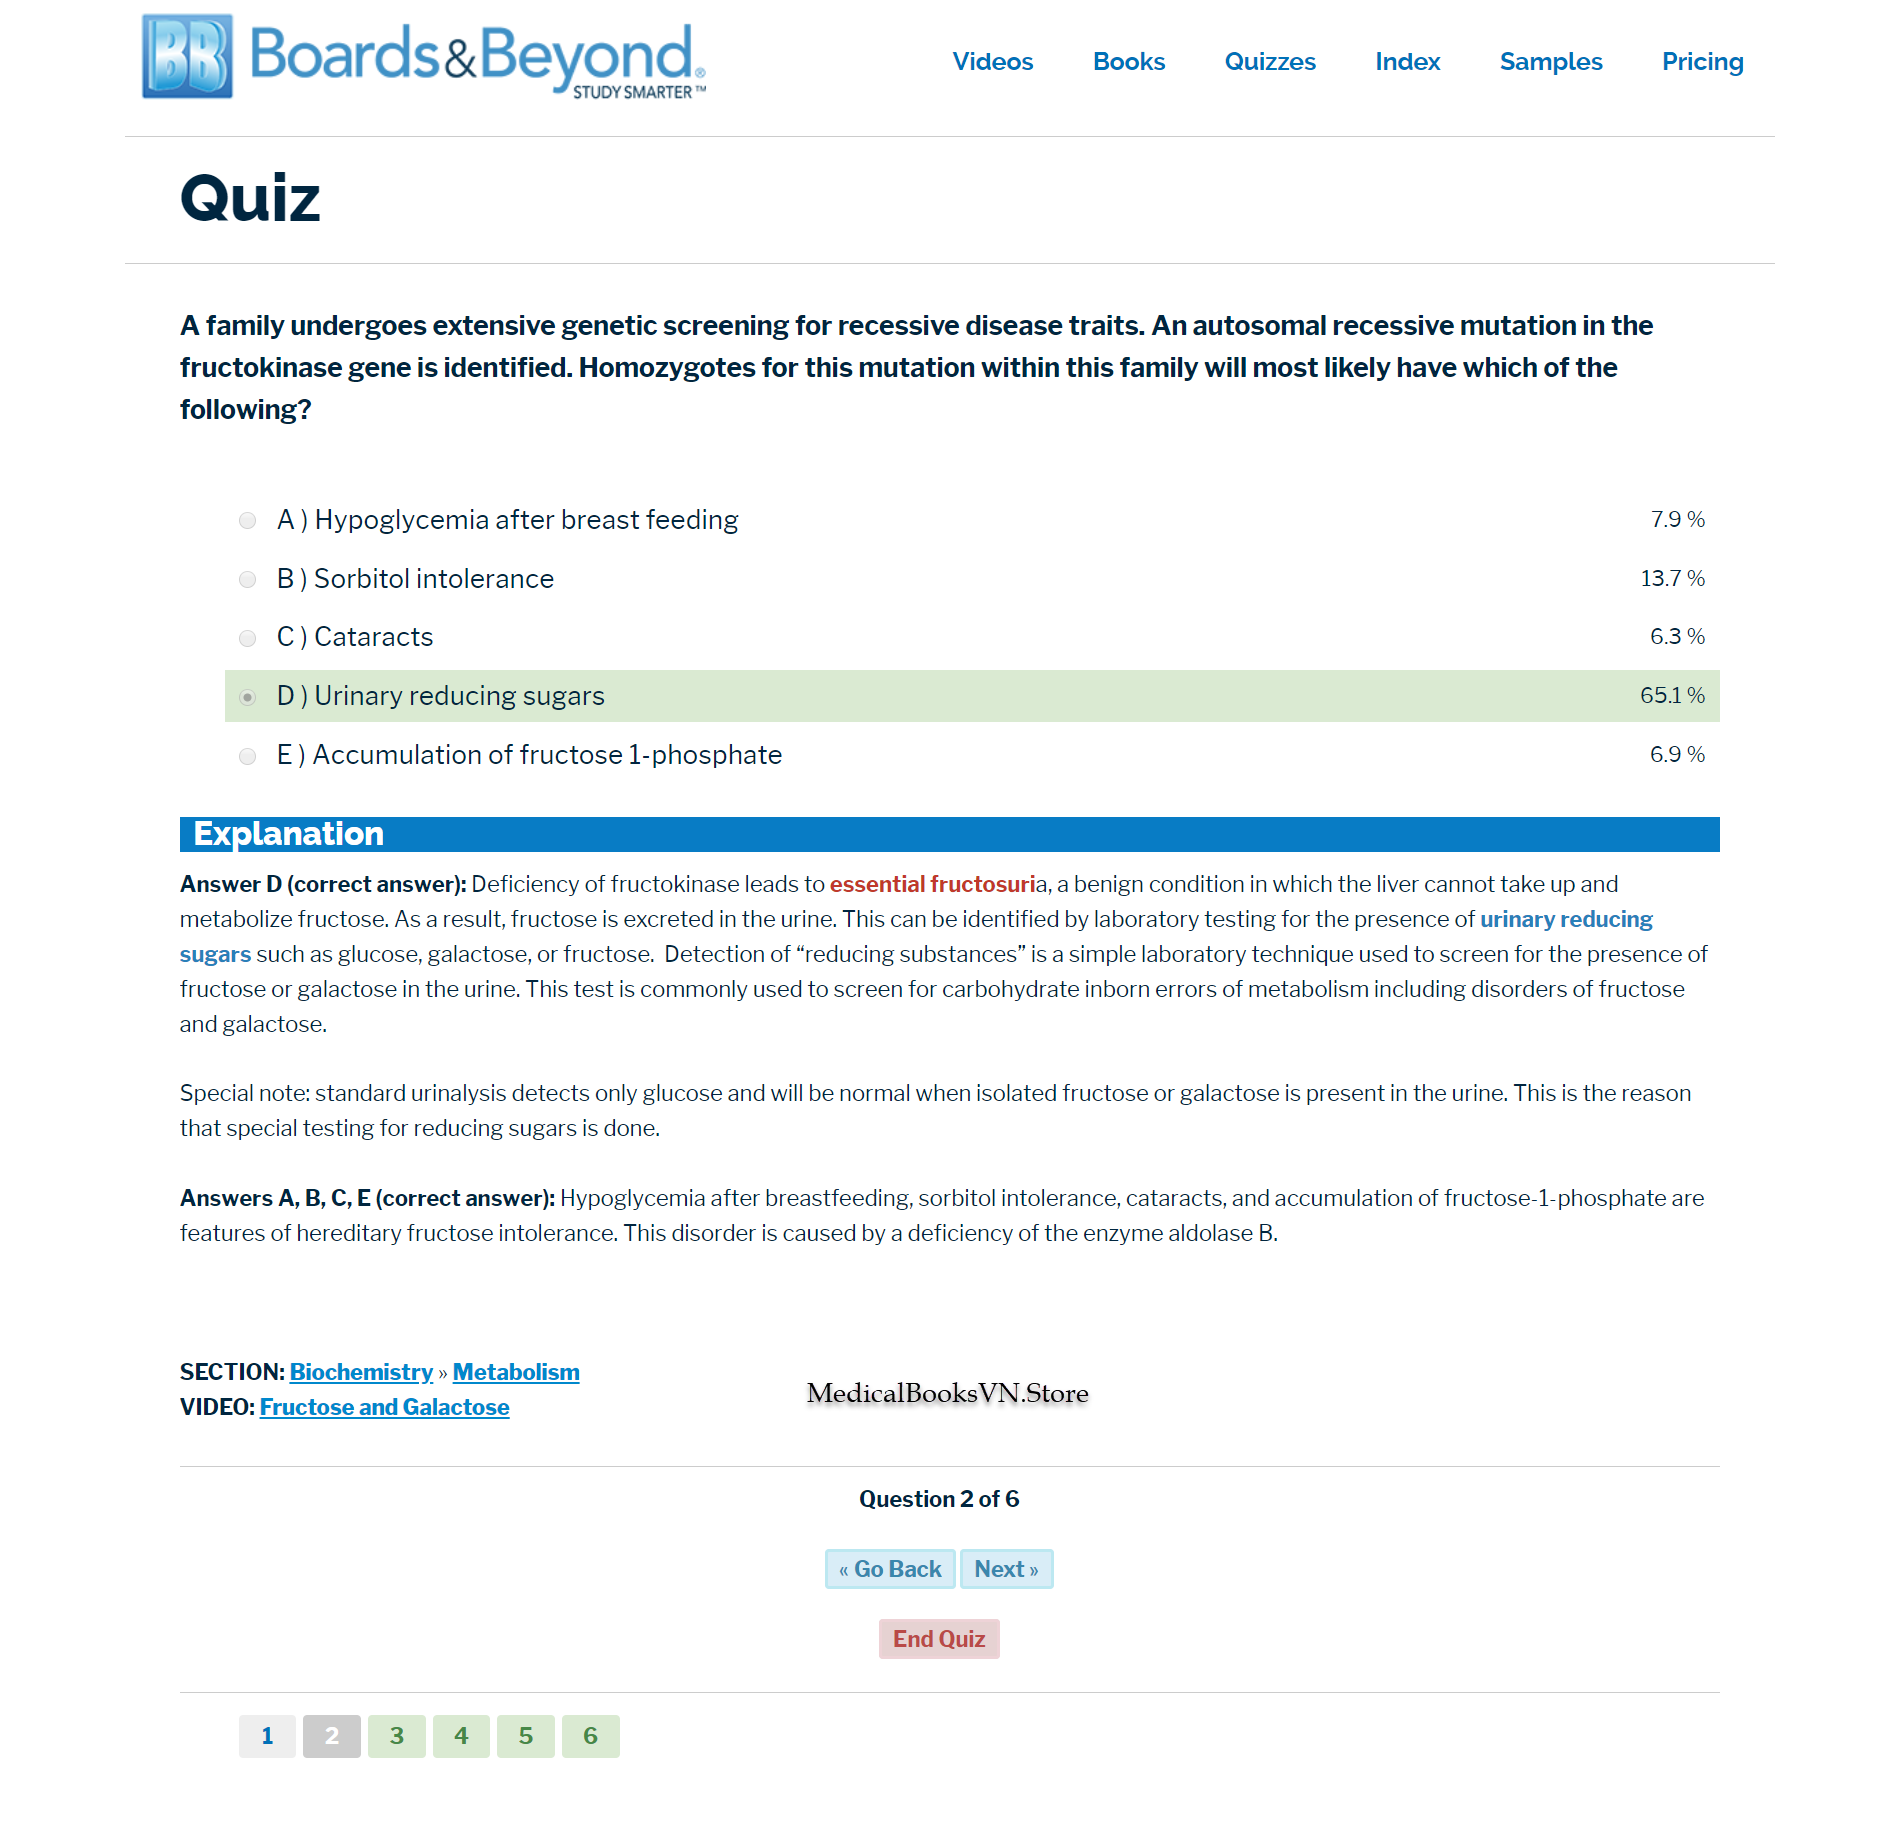 BB Boards&Beyond® STUDY SMARTER™
Videos Books Quizzes Index Samples Pricing
Quiz
A family undergoes extensive genetic screening for recessive disease traits. An autosomal recessive mutation in the
fructokinase gene is identified. Homozygotes for this mutation within this family will most likely have which of the
following?
A ) Hypoglycemia after breast feeding 7.9 %
B ) Sorbitol intolerance 13.7 %
C ) Cataracts 6.3 %
D ) Urinary reducing sugars 65.1 %
E ) Accumulation of fructose 1-phosphate 6.9 %
Explanation
Answer D (correct answer): Deficiency of fructokinase leads to essential fructosuria, a benign condition in which the liver cannot take up and
metabolize fructose. As a result, fructose is excreted in the urine. This can be identified by laboratory testing for the presence of urinary reducing
sugars such as glucose, galactose, or fructose. Detection of “reducing substances” is a simple laboratory technique used to screen for the presence of
fructose or galactose in the urine. This test is commonly used to screen for carbohydrate inborn errors of metabolism including disorders of fructose
and galactose.
Special note: standard urinalysis detects only glucose and will be normal when isolated fructose or galactose is present in the urine. This is the reason
that special testing for reducing sugars is done.
Answers A, B, C, E (correct answer): Hypoglycemia after breastfeeding, sorbitol intolerance, cataracts, and accumulation of fructose-1-phosphate are
features of hereditary fructose intolerance. This disorder is caused by a deficiency of the enzyme aldolase B.
SECTION: Biochemistry » Metabolism
VIDEO: Fructose and Galactose
MedicalBooksVN.Store
Question 2 of 6
« Go Back Next »
End Quiz
1 2 3 4 5 6